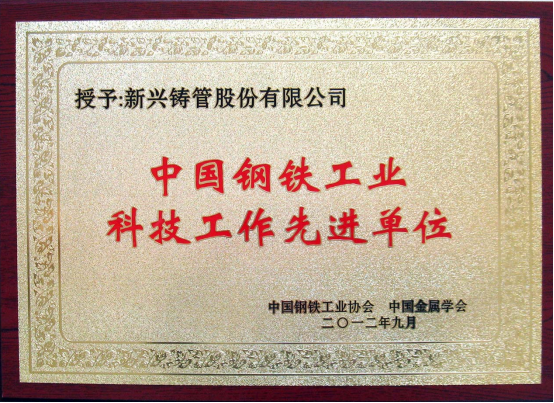 授予:新兴铸管股份有限公司
中国钢铁工业
科技工作先进单位
中国钢铁工业协会 中国金属学会
二〇一二年九月